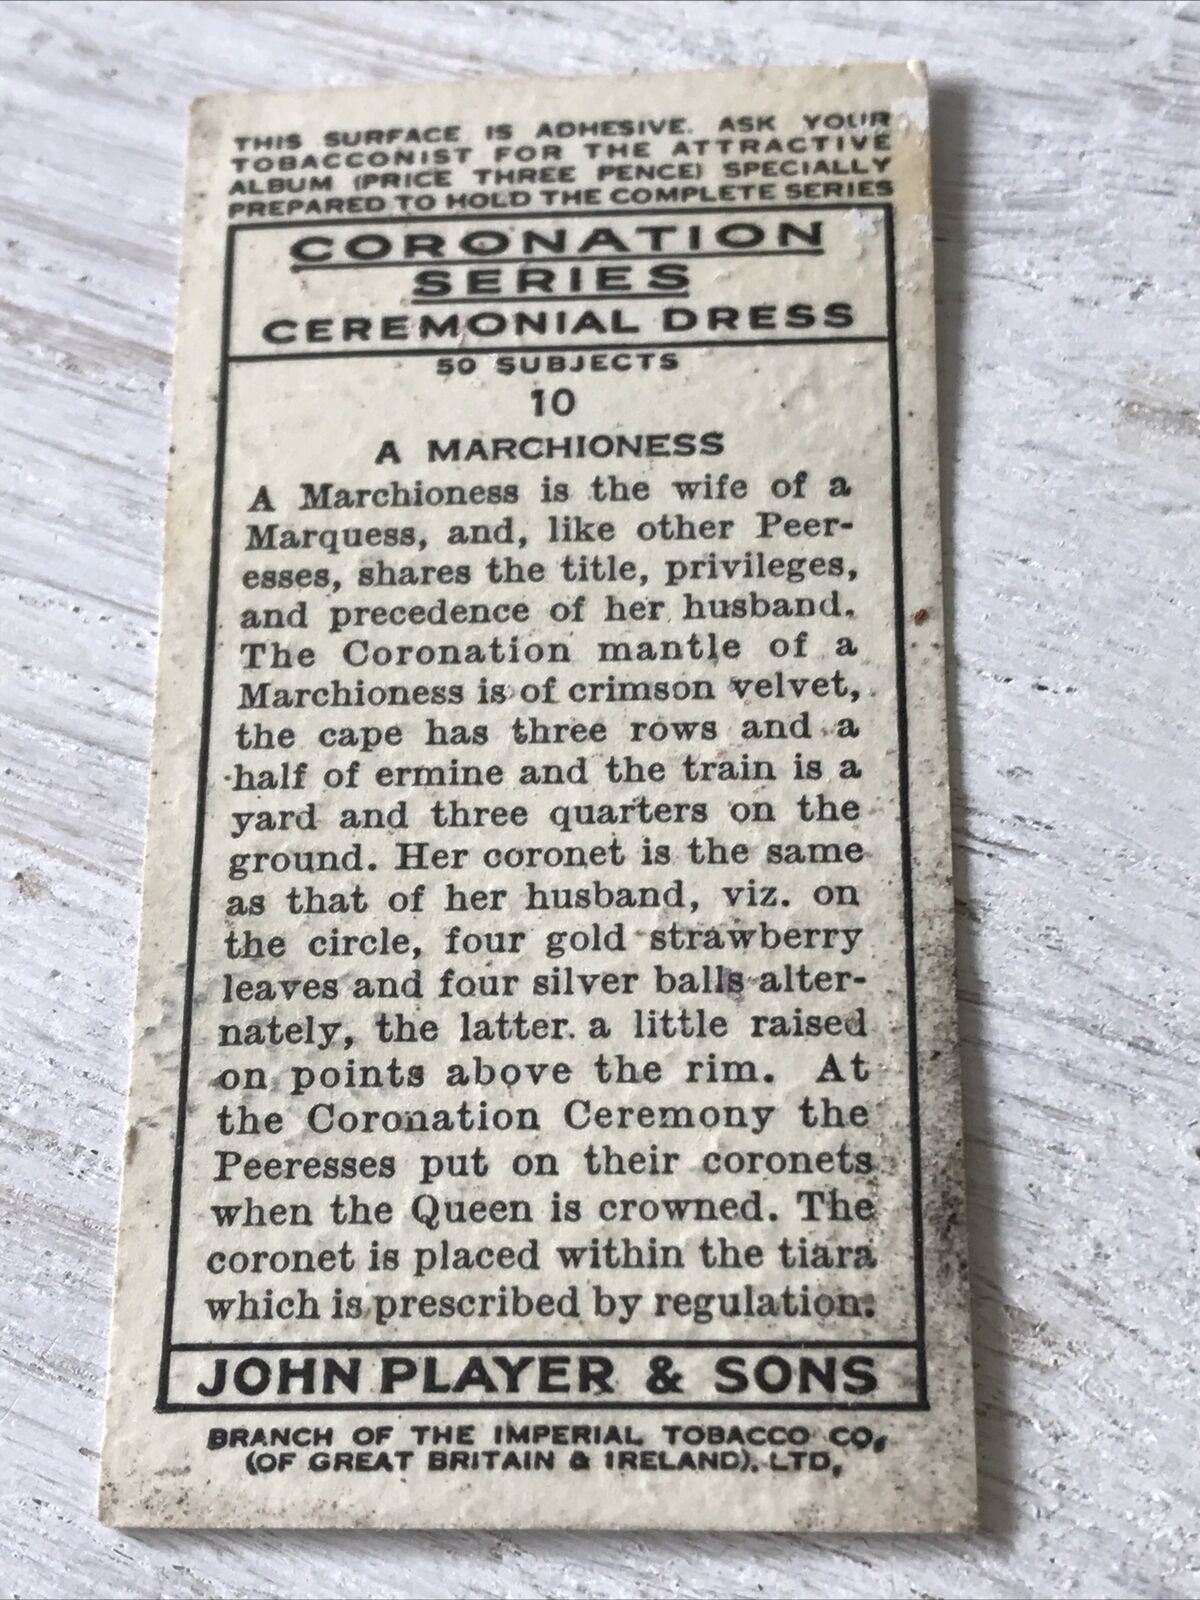 THIS SURFACE IS ADHESIVE. ASK YOUR
TOBACCONIST FOR THE ATTRACTIVE
ALBUM (PRICE THREE PENCE) SPECIALLY
PREPARED TO HOLD THE COMPLETE SERIES
CORONATION
SERIES
CEREMONIAL DRESS
50 SUBJECTS
10
A MARCHIONESS
A Marchioness is the wife of a
Marquess, and, like other Peer-
esses, shares the title, privileges,
and precedence of her husband.
The Coronation mantle of a
Marchioness is of crimson velvet,
the cape has three rows and a
half of ermine and the train is a
yard and three quarters on the
ground. Her coronet is the same
as that of her husband, viz. on
the circle, four gold strawberry
leaves and four silver balls alter-
nately, the latter a little raised
on points above the rim. At
the Coronation Ceremony the
Peeresses put on their coronets
when the Queen is crowned. The
coronet is placed within the tiara
which is prescribed by regulation.
JOHN PLAYER & SONS
BRANCH OF THE IMPERIAL TOBACCO CO.
(OF GREAT BRITAIN & IRELAND), LTD.